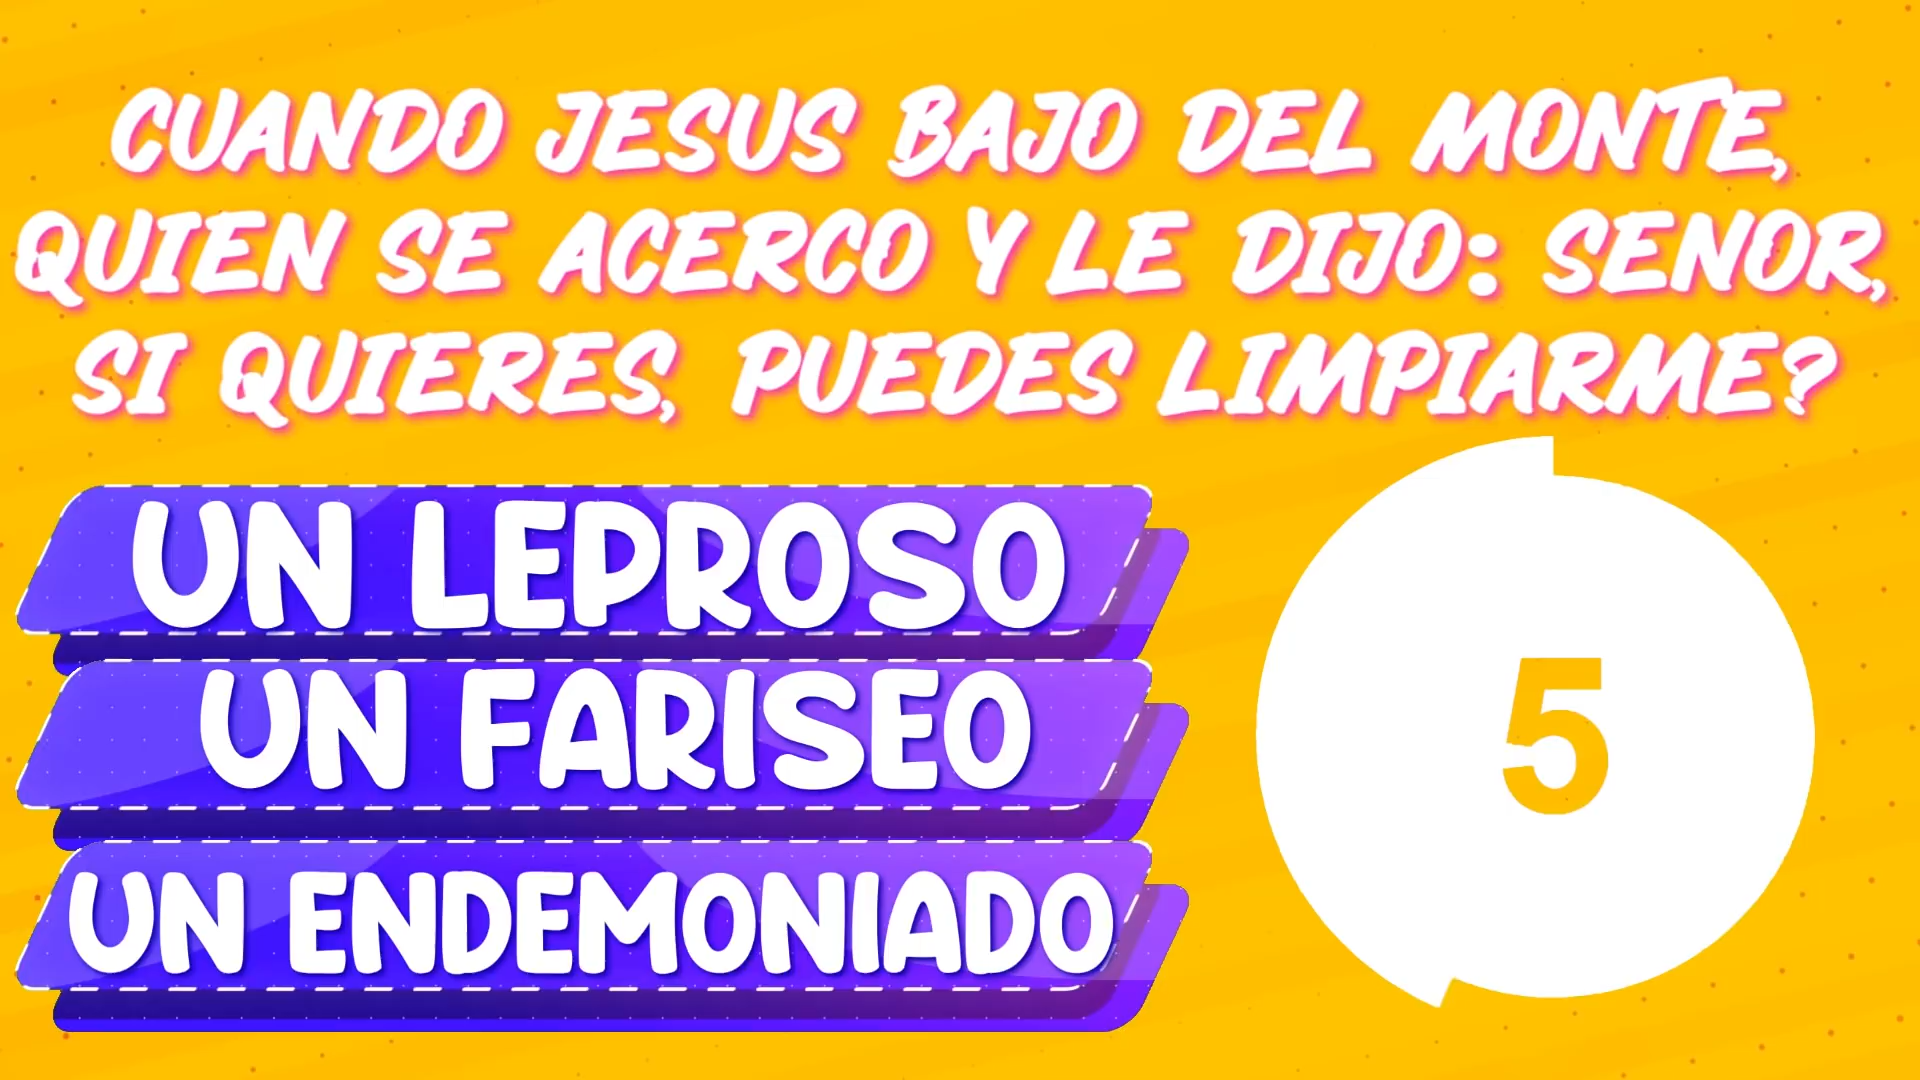 CUANDO JESUS BAJO DEL MONTE,
QUIEN SE ACERCO Y LE DIJO: SENOR,
SI QUIERES, PUEDES LIMPIARME?
UN LEPROSO
UN FARISEO
UN ENDEMONIADO
5